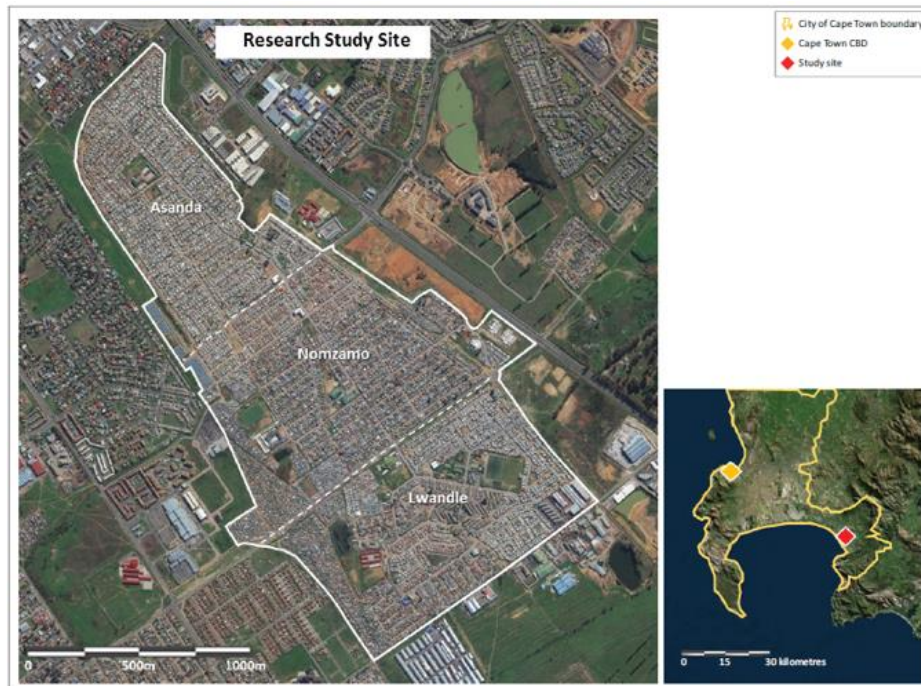 Research Study Site
City of Cape Town boundary
Cape Town CBD
Study site
Asanda
Nomzamo
Lwandle
0 500m 1000m
0 15 30 kilometres